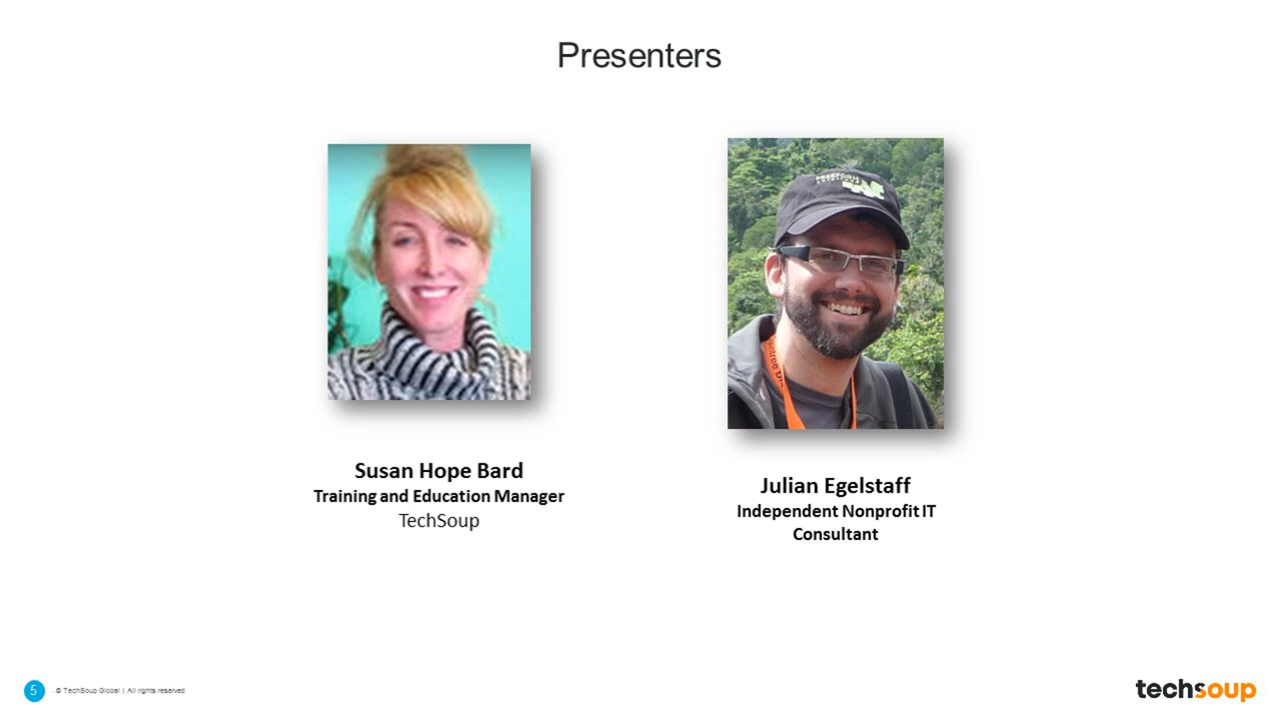 Presenters
Susan Hope Bard
Training and Education Manager
TechSoup
Julian Egelstaff
Independent Nonprofit IT
Consultant
5
. © TechSoup Global | All rights reserved
techsoup